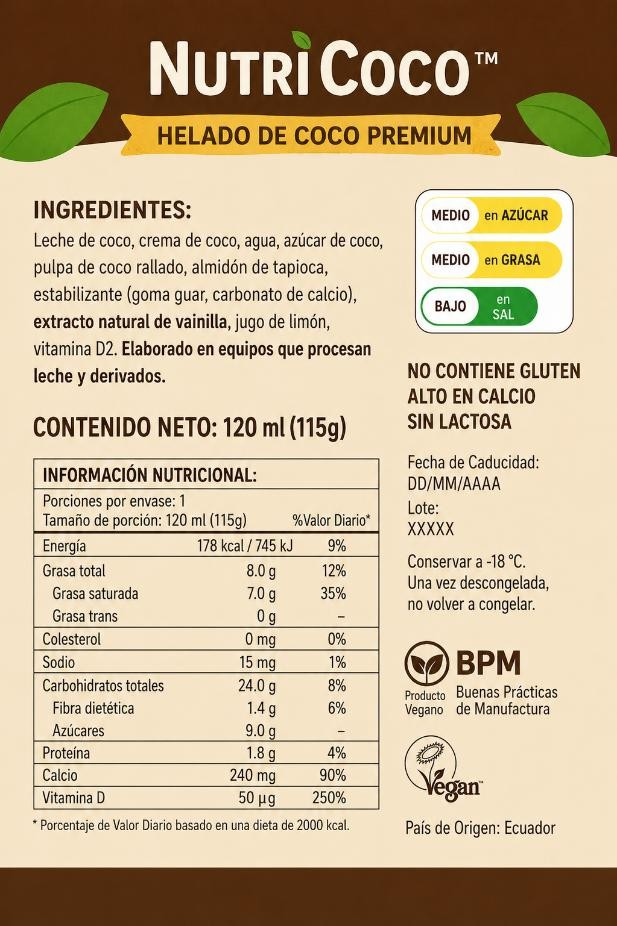 NUTRICOCO™
HELADO DE COCO PREMIUM
INGREDIENTES:
Leche de coco, crema de coco, agua, azúcar de coco,
pulpa de coco rallado, almidón de tapioca,
estabilizante (goma guar, carbonato de calcio),
extracto natural de vainilla, jugo de limón,
vitamina D2. Elaborado en equipos que procesan
leche y derivados.
CONTENIDO NETO: 120 ml (115g)
INFORMACIÓN NUTRICIONAL:
Porciones por envase: 1
Tamaño de porción: 120 ml (115g) %Valor Diario*
Energía 178 kcal / 745 kJ 9%
Grasa total 8.0 g 12%
Grasa saturada 7.0 g 35%
Grasa trans 0 g –
Colesterol 0 mg 0%
Sodio 15 mg 1%
Carbohidratos totales 24.0 g 8%
Fibra dietética 1.4 g 6%
Azúcares 9.0 g –
Proteína 1.8 g 4%
Calcio 240 mg 90%
Vitamina D 50 µg 250%
* Porcentaje de Valor Diario basado en una dieta de 2000 kcal.
MEDIO en AZÚCAR
MEDIO en GRASA
BAJO en
SAL
NO CONTIENE GLUTEN
ALTO EN CALCIO
SIN LACTOSA
Fecha de Caducidad:
DD/MM/AAAA
Lote:
XXXXX
Conservar a -18 °C.
Una vez descongelada,
no volver a congelar.
Producto
Vegano
BPM
Buenas Prácticas
de Manufactura
Vegan™
País de Origen: Ecuador